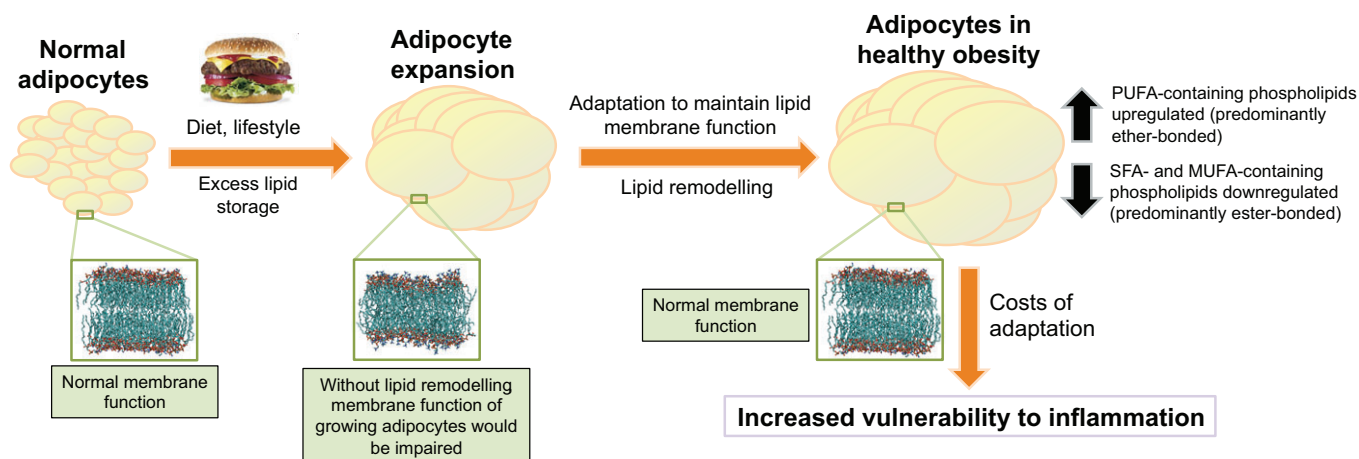 Normal
adipocytes
Diet, lifestyle
Excess lipid
storage
Adipocyte
expansion
Adaptation to maintain lipid
membrane function
Lipid remodelling
Adipocytes in
healthy obesity
PUFA-containing phospholipids
upregulated (predominantly
ether-bonded)
SFA- and MUFA-containing
phospholipids downregulated
(predominantly ester-bonded)
Normal membrane
function
Without lipid remodelling
membrane function of
growing adipocytes would
be impaired
Normal membrane
function
Costs of
adaptation
Increased vulnerability to inflammation